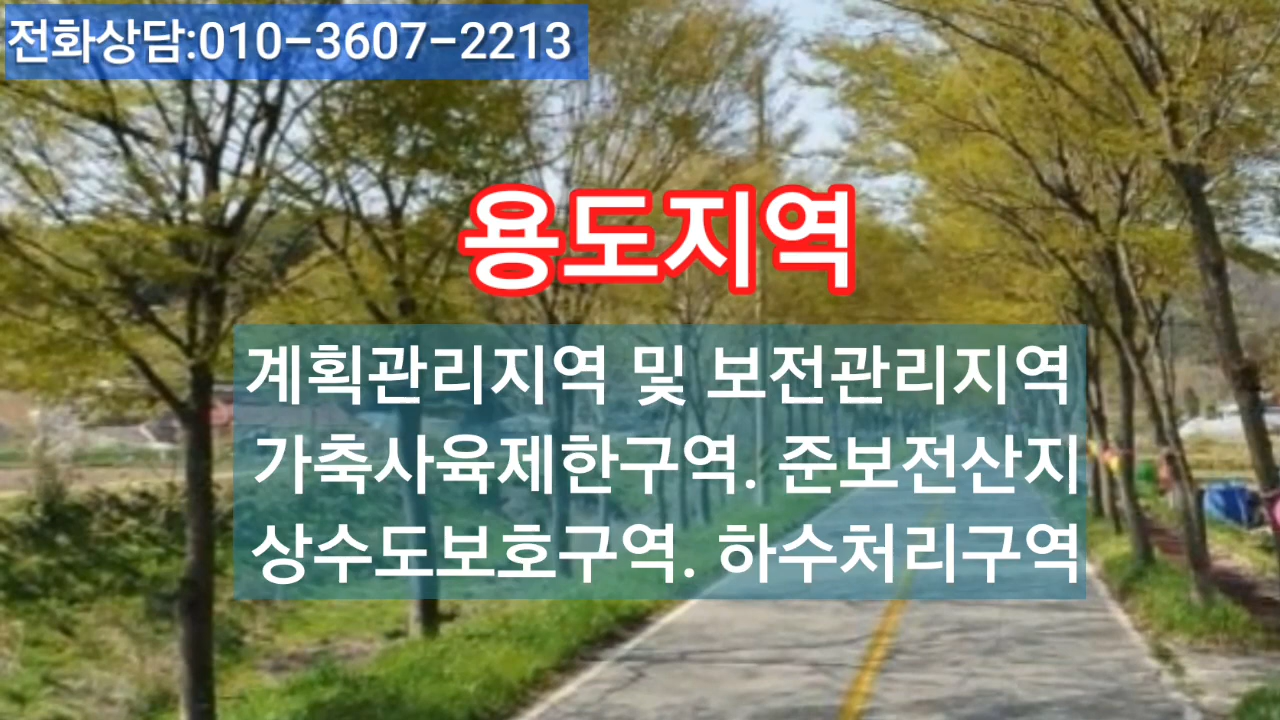 전화상담:010-3607-2213
용도지역
계획관리지역 및 보전관리지역
가축사육제한구역. 준보전산지
상수도보호구역. 하수처리구역